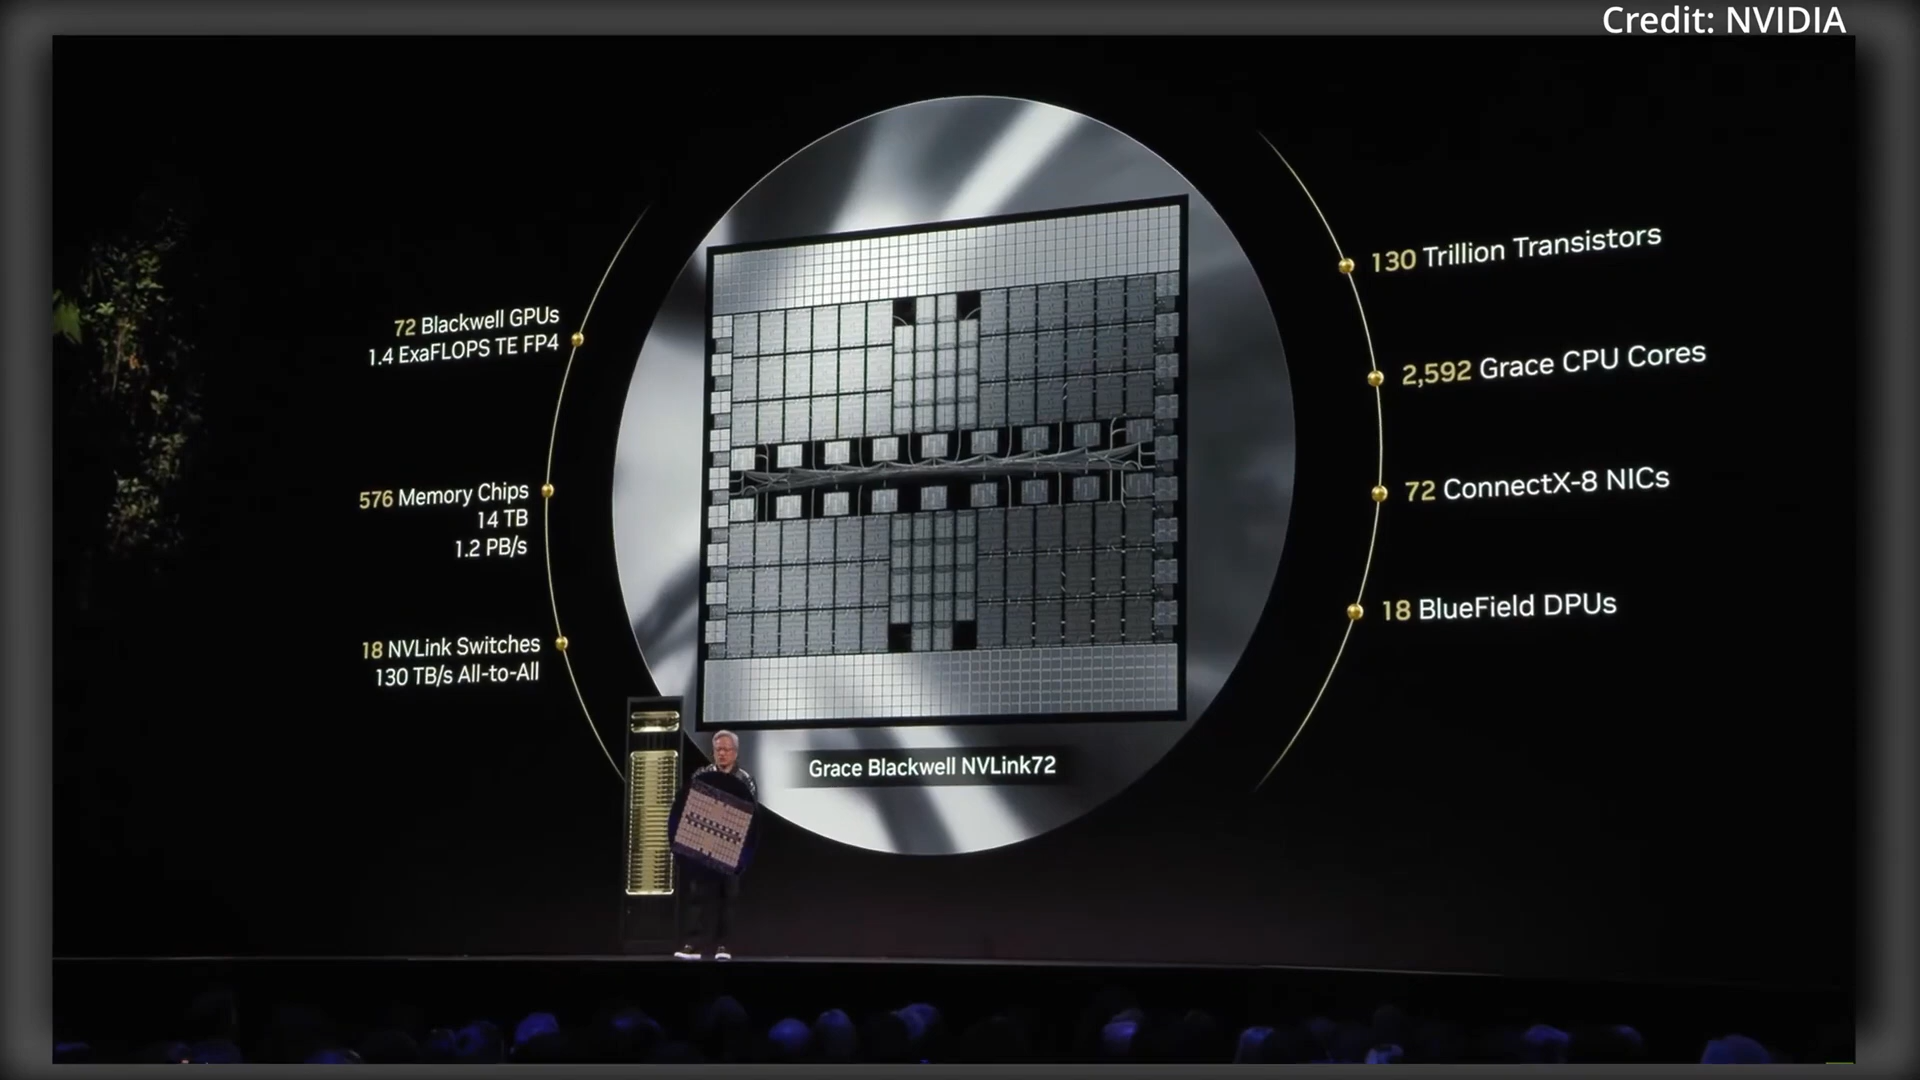 Credit: NVIDIA
72 Blackwell GPUs
1.4 ExaFLOPS TE FP4
576 Memory Chips
14 TB
1.2 PB/s
18 NVLink Switches
130 TB/s All-to-All
130 Trillion Transistors
2,592 Grace CPU Cores
72 ConnectX-8 NICs
18 BlueField DPUs
Grace Blackwell NVLink72